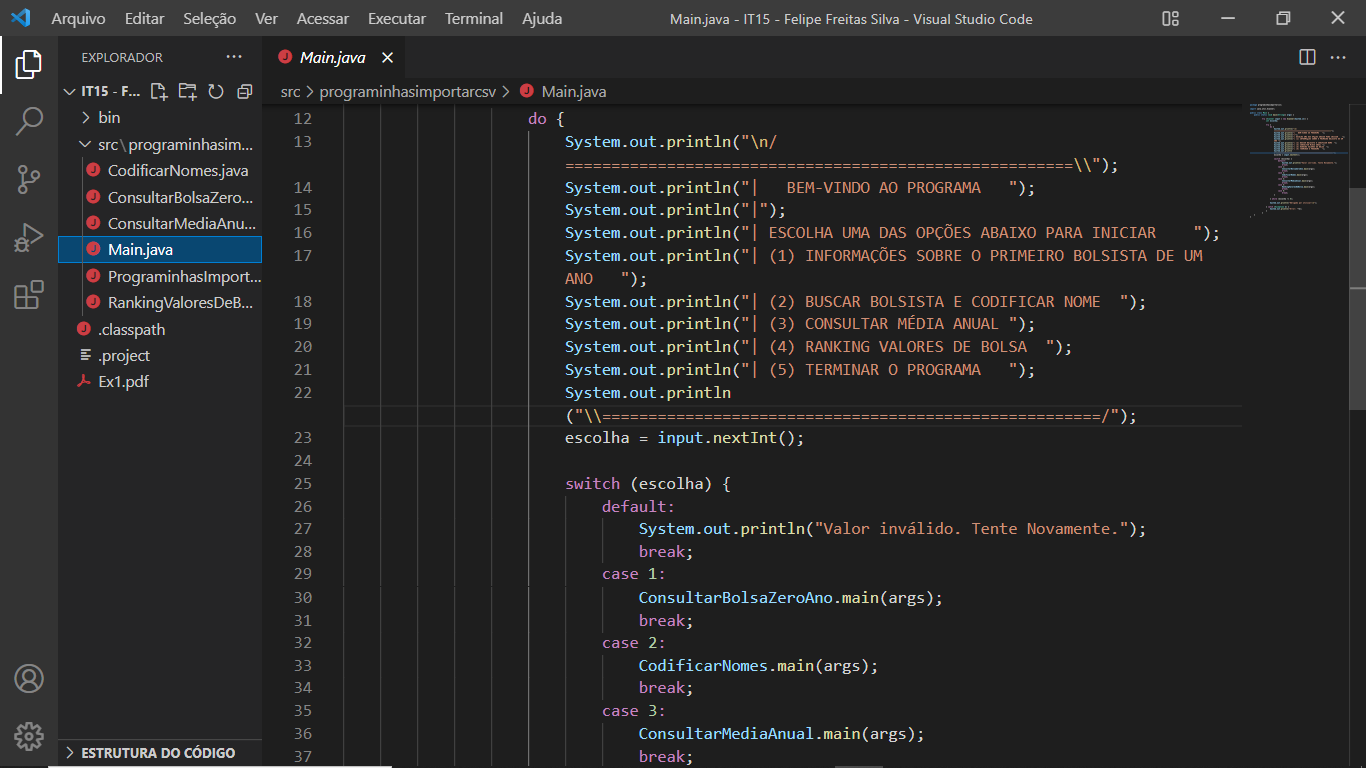 Arquivo Editar Seleção Ver Acessar Executar Terminal Ajuda Main.java - IT15 - Felipe Freitas Silva - Visual Studio Code
EXPLORADOR ···
IT15 - F...
bin
src\programinhasim...
CodificarNomes.java
ConsultarBolsaZero...
ConsultarMediaAnu...
Main.java
PrograminhasImport...
RankingValoresDeB...
.classpath
.project
Ex1.pdf
ESTRUTURA DO CÓDIGO
Main.java
src > programinhasimportarcsv > Main.java
12 do {
13 System.out.println("\n/
=======================================================\\");
14 System.out.println("|   BEM-VINDO AO PROGRAMA   ");
15 System.out.println("|");
16 System.out.println("| ESCOLHA UMA DAS OPÇÕES ABAIXO PARA INICIAR    ");
17 System.out.println("| (1) INFORMAÇÕES SOBRE O PRIMEIRO BOLSISTA DE UM
ANO   ");
18 System.out.println("| (2) BUSCAR BOLSISTA E CODIFICAR NOME  ");
19 System.out.println("| (3) CONSULTAR MÉDIA ANUAL ");
20 System.out.println("| (4) RANKING VALORES DE BOLSA  ");
21 System.out.println("| (5) TERMINAR O PROGRAMA   ");
22 System.out.println
("\\======================================================/");
23 escolha = input.nextInt();
24
25 switch (escolha) {
26 default:
27 System.out.println("Valor inválido. Tente Novamente.");
28 break;
29 case 1:
30 ConsultarBolsaZeroAno.main(args);
31 break;
32 case 2:
33 CodificarNomes.main(args);
34 break;
35 case 3:
36 ConsultarMediaAnual.main(args);
37 break;